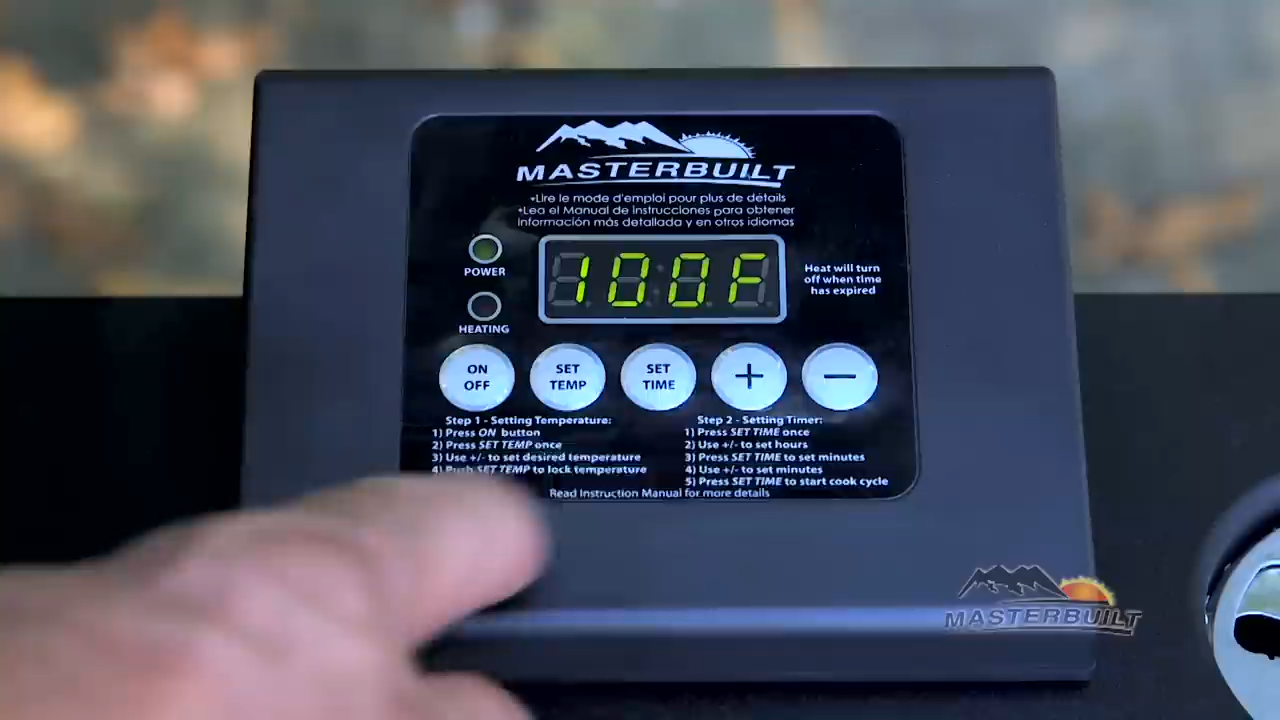 MASTERBUILT
•Lire le mode d'emploi pour plus de détails
•Lea el Manual de instrucciones para obtener
información más detallada y en otros idiomas
POWER
100F
Heat will turn
off when time
has expired
HEATING
ON
OFF
SET
TEMP
SET
TIME
+
−
Step 1 - Setting Temperature:
1) Press ON button
2) Press SET TEMP once
3) Use +/- to set desired temperature
4) Push SET TEMP to lock temperature
Step 2 - Setting Timer:
1) Press SET TIME once
2) Use +/- to set hours
3) Press SET TIME to set minutes
4) Use +/- to set minutes
5) Press SET TIME to start cook cycle
Read Instruction Manual for more details
MASTERBUILT